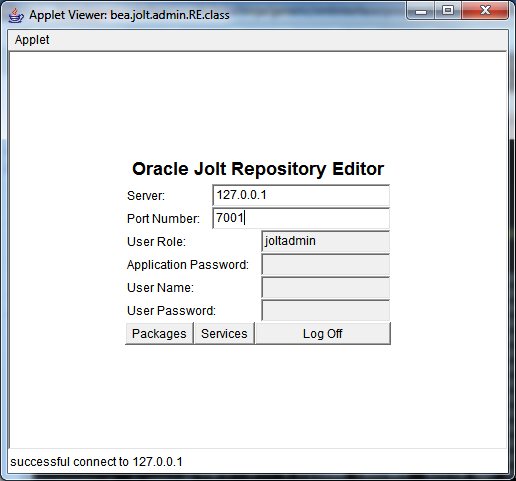 Applet Viewer: bea.jolt.admin.RE.class
Applet
Oracle Jolt Repository Editor
Server: 127.0.0.1
Port Number: 7001
User Role: joltadmin
Application Password:
User Name:
User Password:
Packages Services Log Off
successful connect to 127.0.0.1